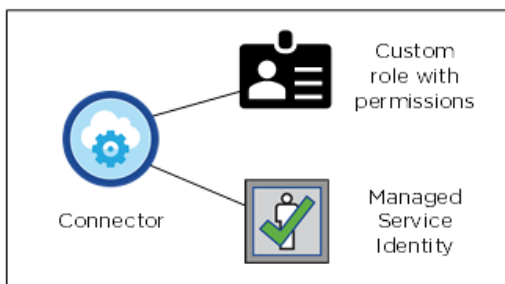 Custom
role with
permissions
Connector
Managed
Service
Identity